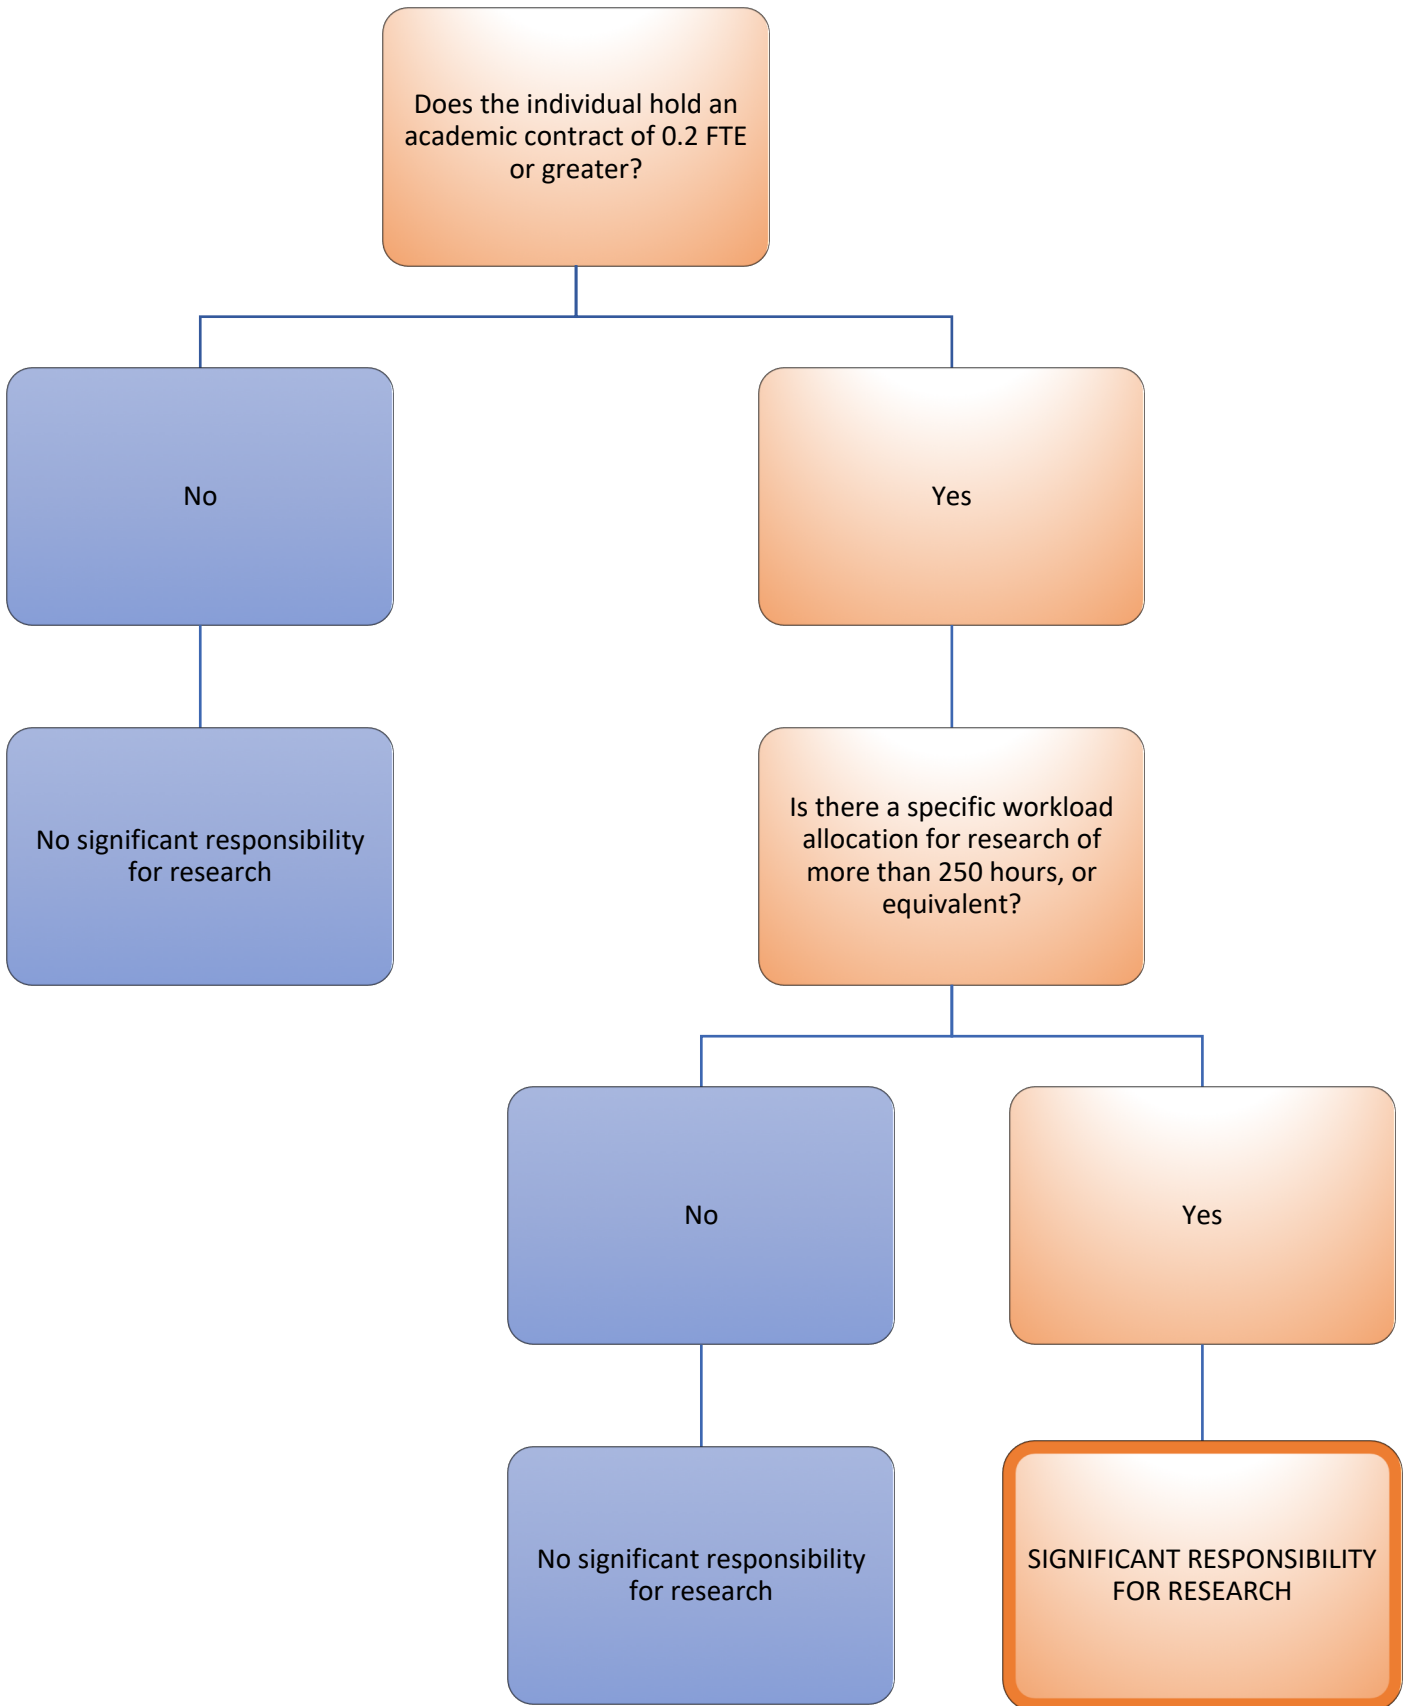 Does the individual hold an
academic contract of 0.2 FTE
or greater?
No
Yes
No significant responsibility
for research
Is there a specific workload
allocation for research of
more than 250 hours, or
equivalent?
No
Yes
No significant responsibility
for research
SIGNIFICANT RESPONSIBILITY
FOR RESEARCH